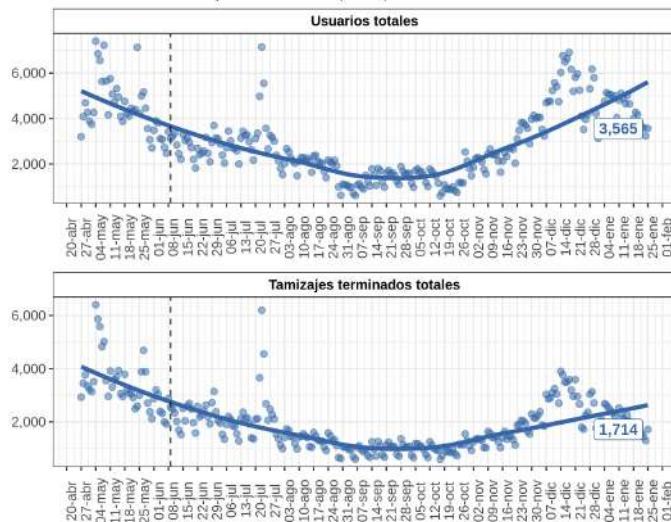 Usuarios totales
6,000
4,000
2,000
3,565
20-abr
27-abr
04-may
11-may
18-may
25-may
01-jun
08-jun
15-jun
22-jun
29-jun
06-jul
13-jul
20-jul
27-jul
03-ago
10-ago
17-ago
24-ago
31-ago
07-sep
14-sep
21-sep
28-sep
05-oct
12-oct
19-oct
26-oct
02-nov
09-nov
16-nov
23-nov
30-nov
07-dic
14-dic
21-dic
28-dic
04-ene
11-ene
18-ene
25-ene
01-feb
Tamizajes terminados totales
6,000
4,000
2,000
1,714
20-abr
27-abr
04-may
11-may
18-may
25-may
01-jun
08-jun
15-jun
22-jun
29-jun
06-jul
13-jul
20-jul
27-jul
03-ago
10-ago
17-ago
24-ago
31-ago
07-sep
14-sep
21-sep
28-sep
05-oct
12-oct
19-oct
26-oct
02-nov
09-nov
16-nov
23-nov
30-nov
07-dic
14-dic
21-dic
28-dic
04-ene
11-ene
18-ene
25-ene
01-feb